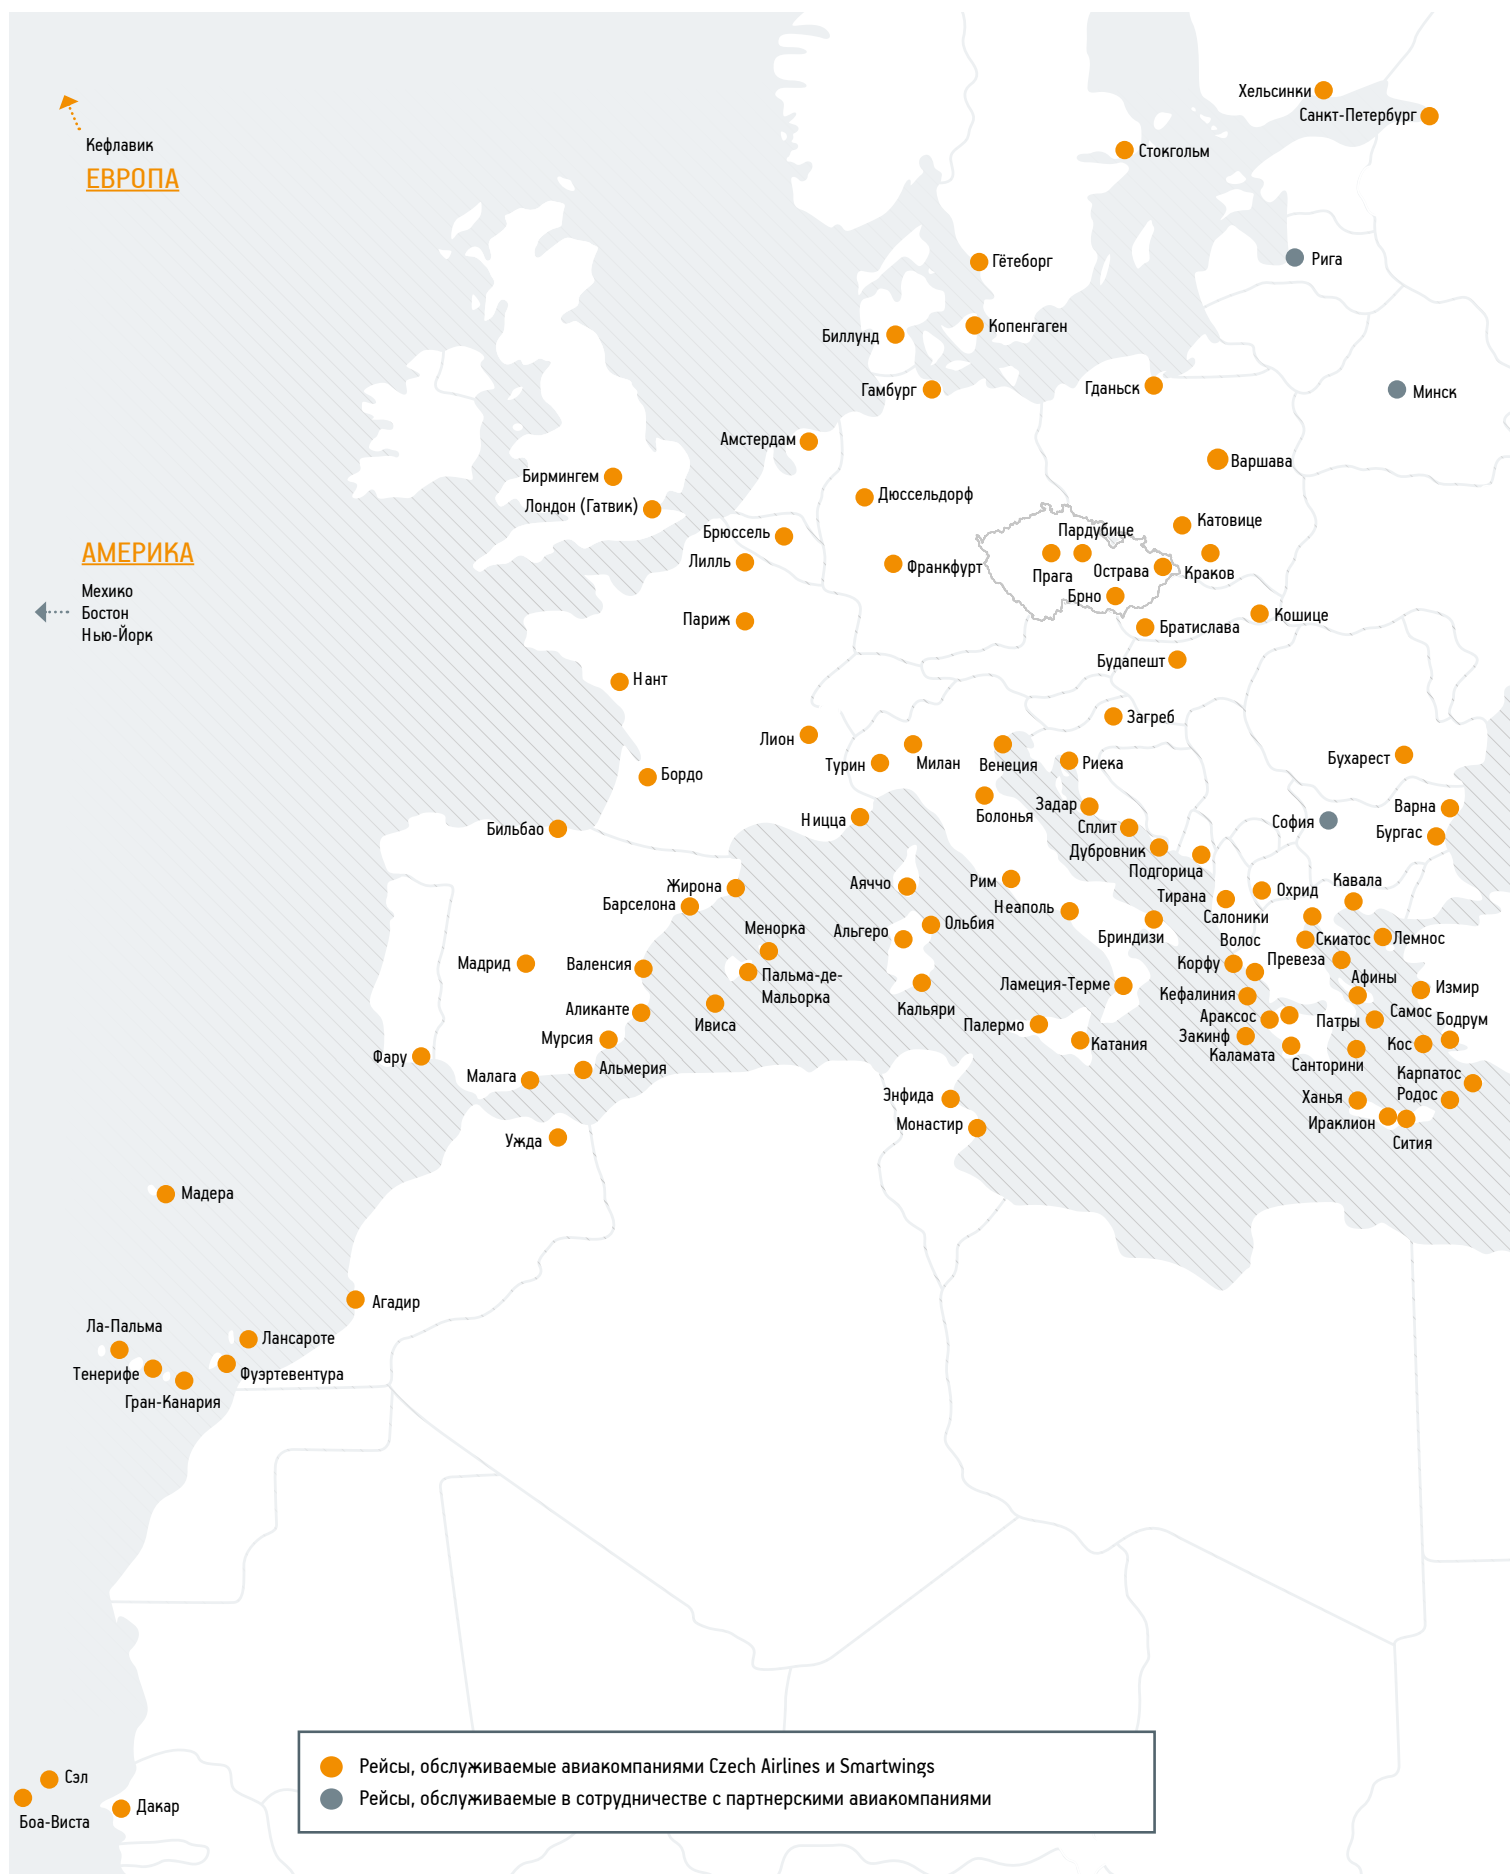 Хельсинки
Санкт-Петербург
Кефлавик
Стокгольм
ЕВРОПА
Рига
Гётеборг
Копенгаген
Биллунд
Гамбург
Гданьск
Минск
Амстердам
Варшава
Бирмингем
Дюссельдорф
Лондон (Гатвик)
Катовице
Пардубице
Брюссель
АМЕРИКА
Лилль
Франкфурт
Прага
Острава
Краков
Мехико
Брно
Бостон
Кошице
Париж
Братислава
Нью-Йорк
Будапешт
Нант
Загреб
Лион
Бухарест
Турин
Милан
Венеция
Риека
Бордо
Задар
Варна
Болонья
Ницца
София
Сплит
Бильбао
Бургас
Дубровник
Подгорица
Кавала
Жирона
Аяччо
Рим
Охрид
Тирана
Барселона
Неаполь
Салоники
Менорка
Альгеро
Ольбия
Бриндизи
Волос
Скиатос
Лемнос
Мадрид
Валенсия
Корфу
Превеза
Пальма-де-
Мальорка
Афины
Ламеция-Терме
Кефалиния
Измир
Аликанте
Ивиса
Кальяри
Самос
Палермо
Араксос
Патры
Бодрум
Мурсия
Закинф
Катания
Кос
Фару
Каламата
Санторини
Альмерия
Малага
Карпатос
Энфида
Ханья
Родос
Монастир
Ираклион
Ужда
Сития
Мадера
Агадир
Ла-Пальма
Лансароте
Тенерифе
Фуэртевентура
Гран-Канария
Рейсы, обслуживаемые авиакомпаниями Czech Airlines и Smartwings
Рейсы, обслуживаемые в сотрудничестве с партнерскими авиакомпаниями
Сэл
Дакар
Боа-Виста